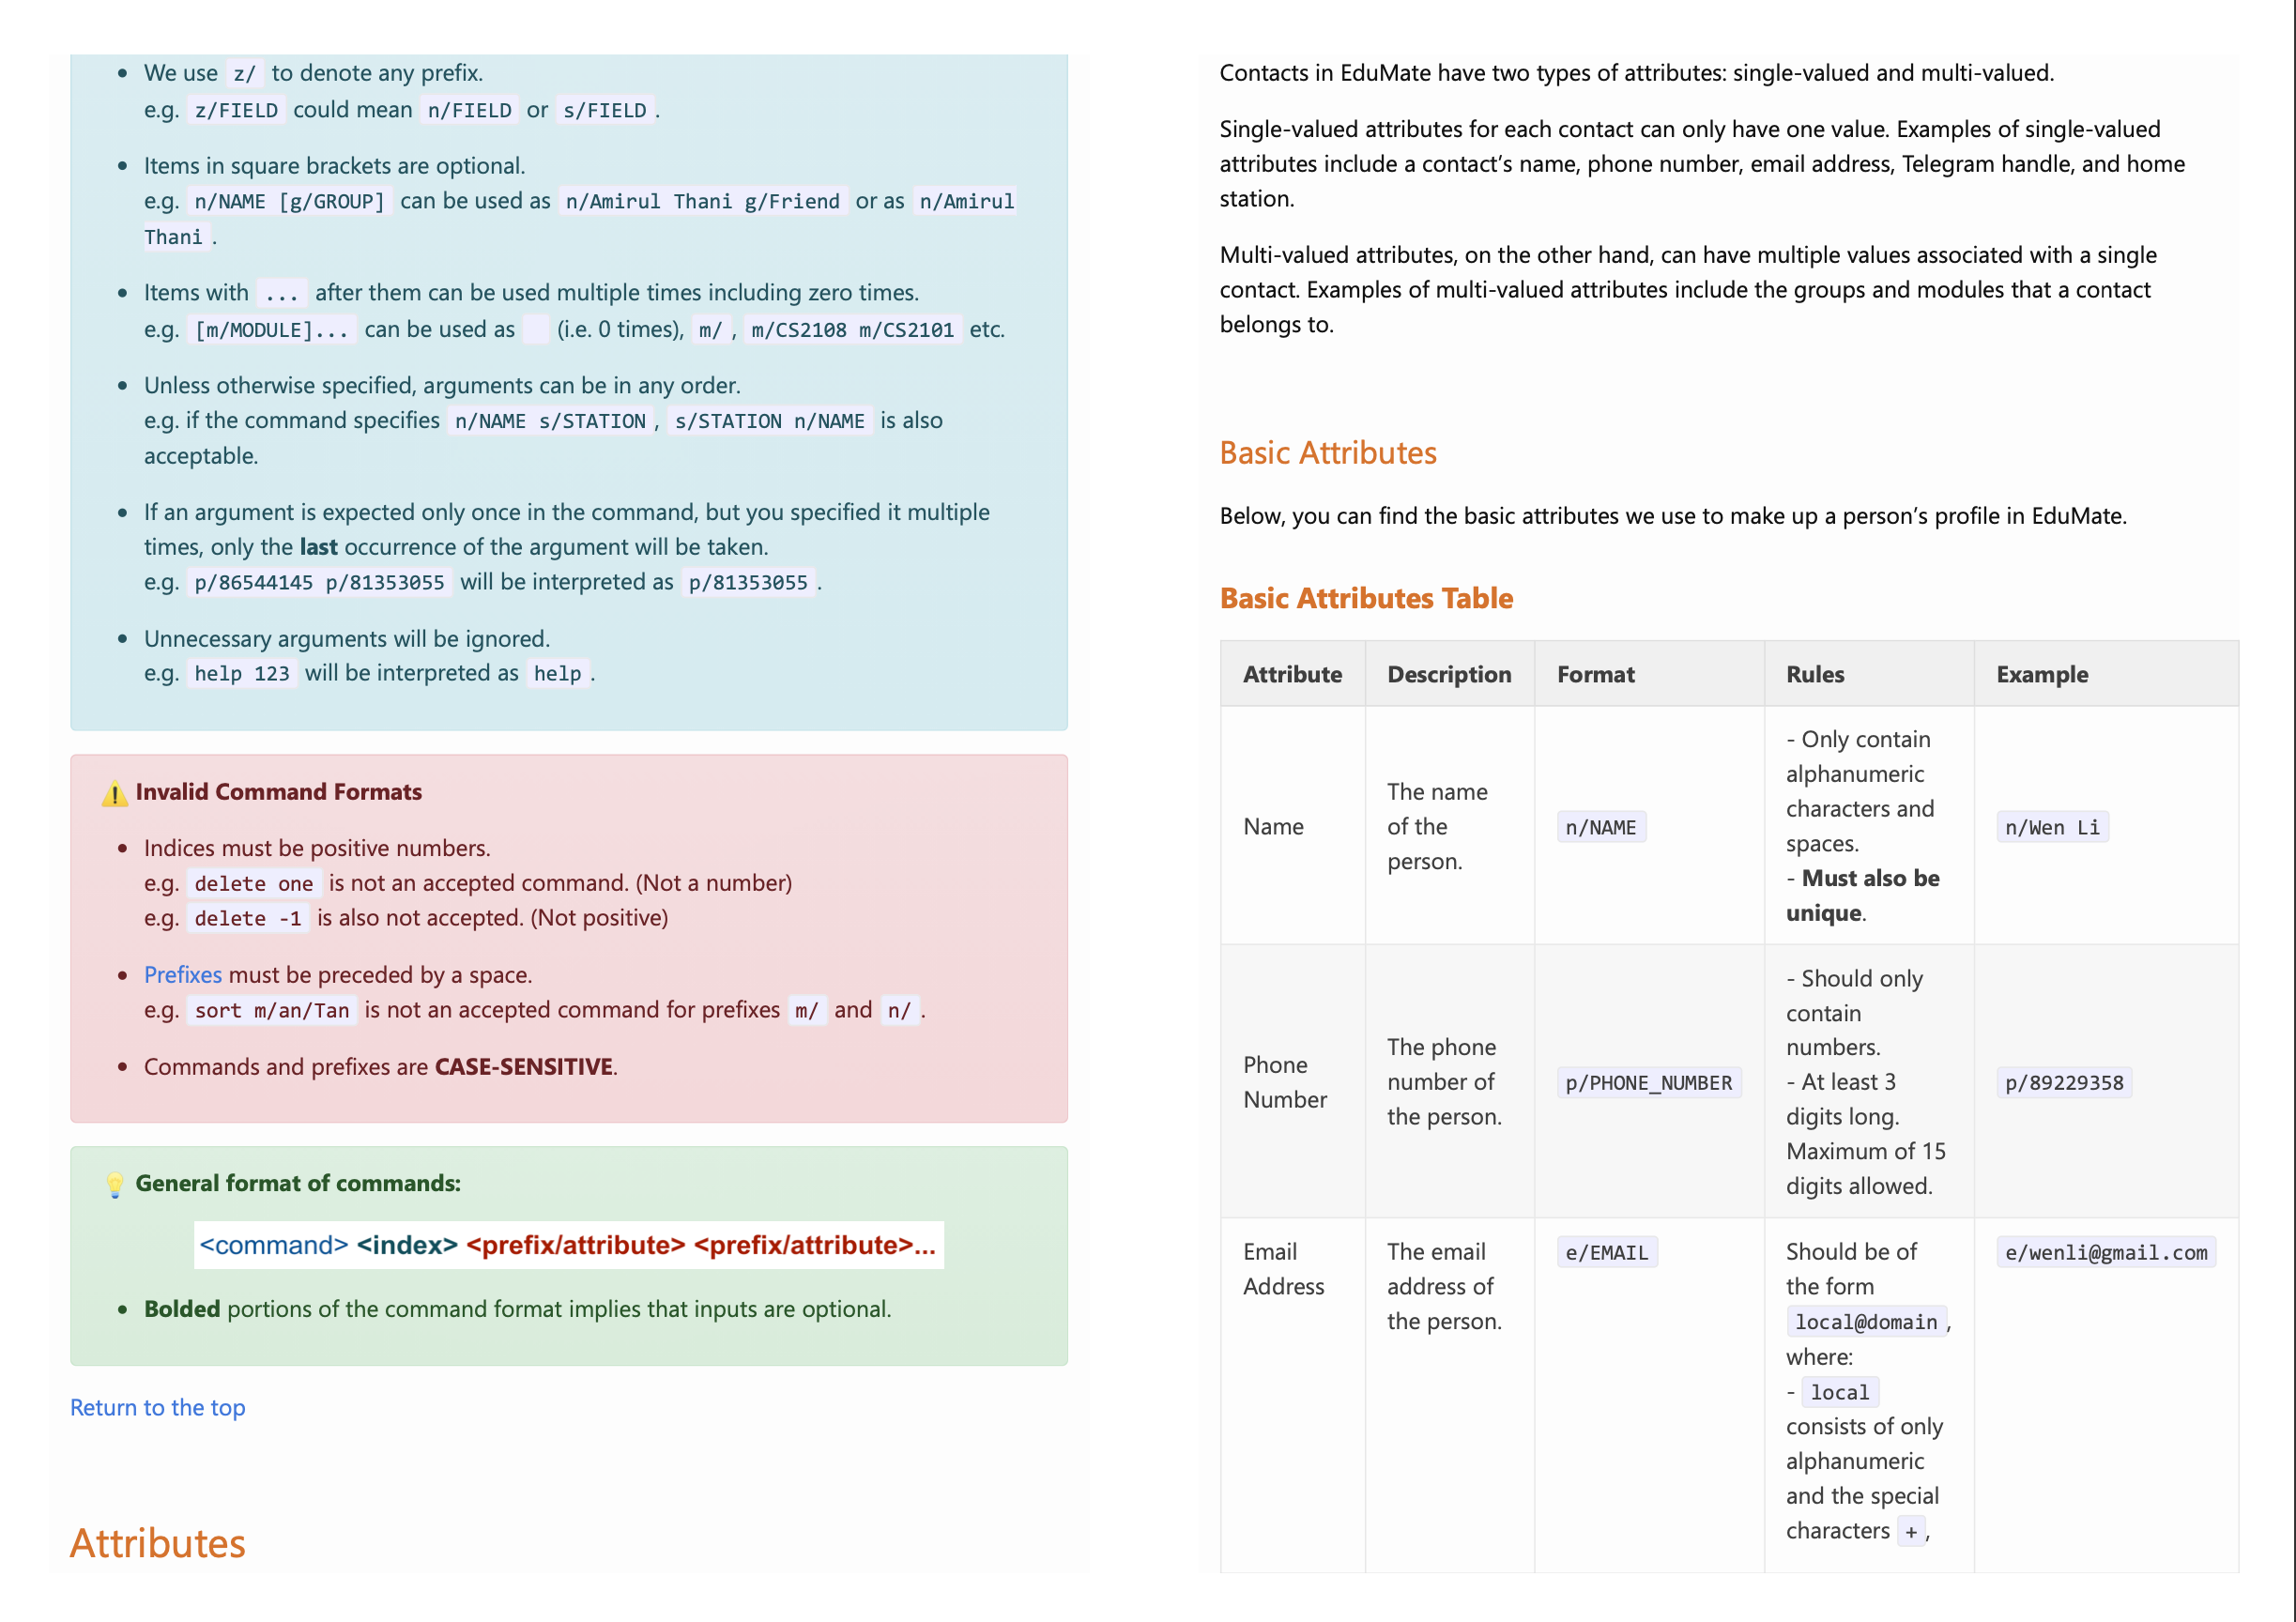 We use z/ to denote any prefix.
e.g. z/FIELD could mean n/FIELD or s/FIELD.
Items in square brackets are optional.
e.g. n/NAME [g/GROUP] can be used as n/Amirul Thani g/Friend or as n/Amirul
Thani.
Items with ... after them can be used multiple times including zero times.
e.g. [m/MODULE]... can be used as (i.e. 0 times), m/, m/CS2108 m/CS2101 etc.
Unless otherwise specified, arguments can be in any order.
e.g. if the command specifies n/NAME s/STATION, s/STATION n/NAME is also
acceptable.
If an argument is expected only once in the command, but you specified it multiple
times, only the last occurrence of the argument will be taken.
e.g. p/86544145 p/81353055 will be interpreted as p/81353055.
Unnecessary arguments will be ignored.
e.g. help 123 will be interpreted as help.
Invalid Command Formats
Indices must be positive numbers.
e.g. delete one is not an accepted command. (Not a number)
e.g. delete -1 is also not accepted. (Not positive)
Prefixes must be preceded by a space.
e.g. sort m/an/Tan is not an accepted command for prefixes m/ and n/.
Commands and prefixes are CASE-SENSITIVE.
General format of commands:
<command> <index> <prefix/attribute> <prefix/attribute>...
Bolded portions of the command format implies that inputs are optional.
Return to the top
Attributes
Contacts in EduMate have two types of attributes: single-valued and multi-valued.
Single-valued attributes for each contact can only have one value. Examples of single-valued
attributes include a contact’s name, phone number, email address, Telegram handle, and home
station.
Multi-valued attributes, on the other hand, can have multiple values associated with a single
contact. Examples of multi-valued attributes include the groups and modules that a contact
belongs to.
Basic Attributes
Below, you can find the basic attributes we use to make up a person’s profile in EduMate.
Basic Attributes Table
Attribute Description Format Rules Example
Name
The name
of the
person.
n/NAME
- Only contain
alphanumeric
characters and
spaces.
- Must also be
unique.
n/Wen Li
Phone
Number
The phone
number of
the person.
p/PHONE_NUMBER
- Should only
contain
numbers.
- At least 3
digits long.
Maximum of 15
digits allowed.
p/89229358
Email
Address
The email
address of
the person.
e/EMAIL
Should be of
the form
local@domain,
where:
- local
consists of only
alphanumeric
and the special
characters +,
e/wenli@gmail.com